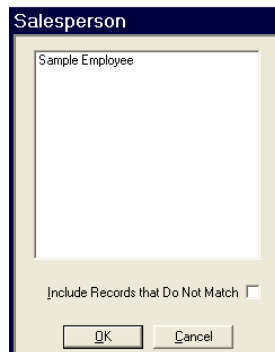 Salesperson
Sample Employee
Include Records that Do Not Match
OK Cancel